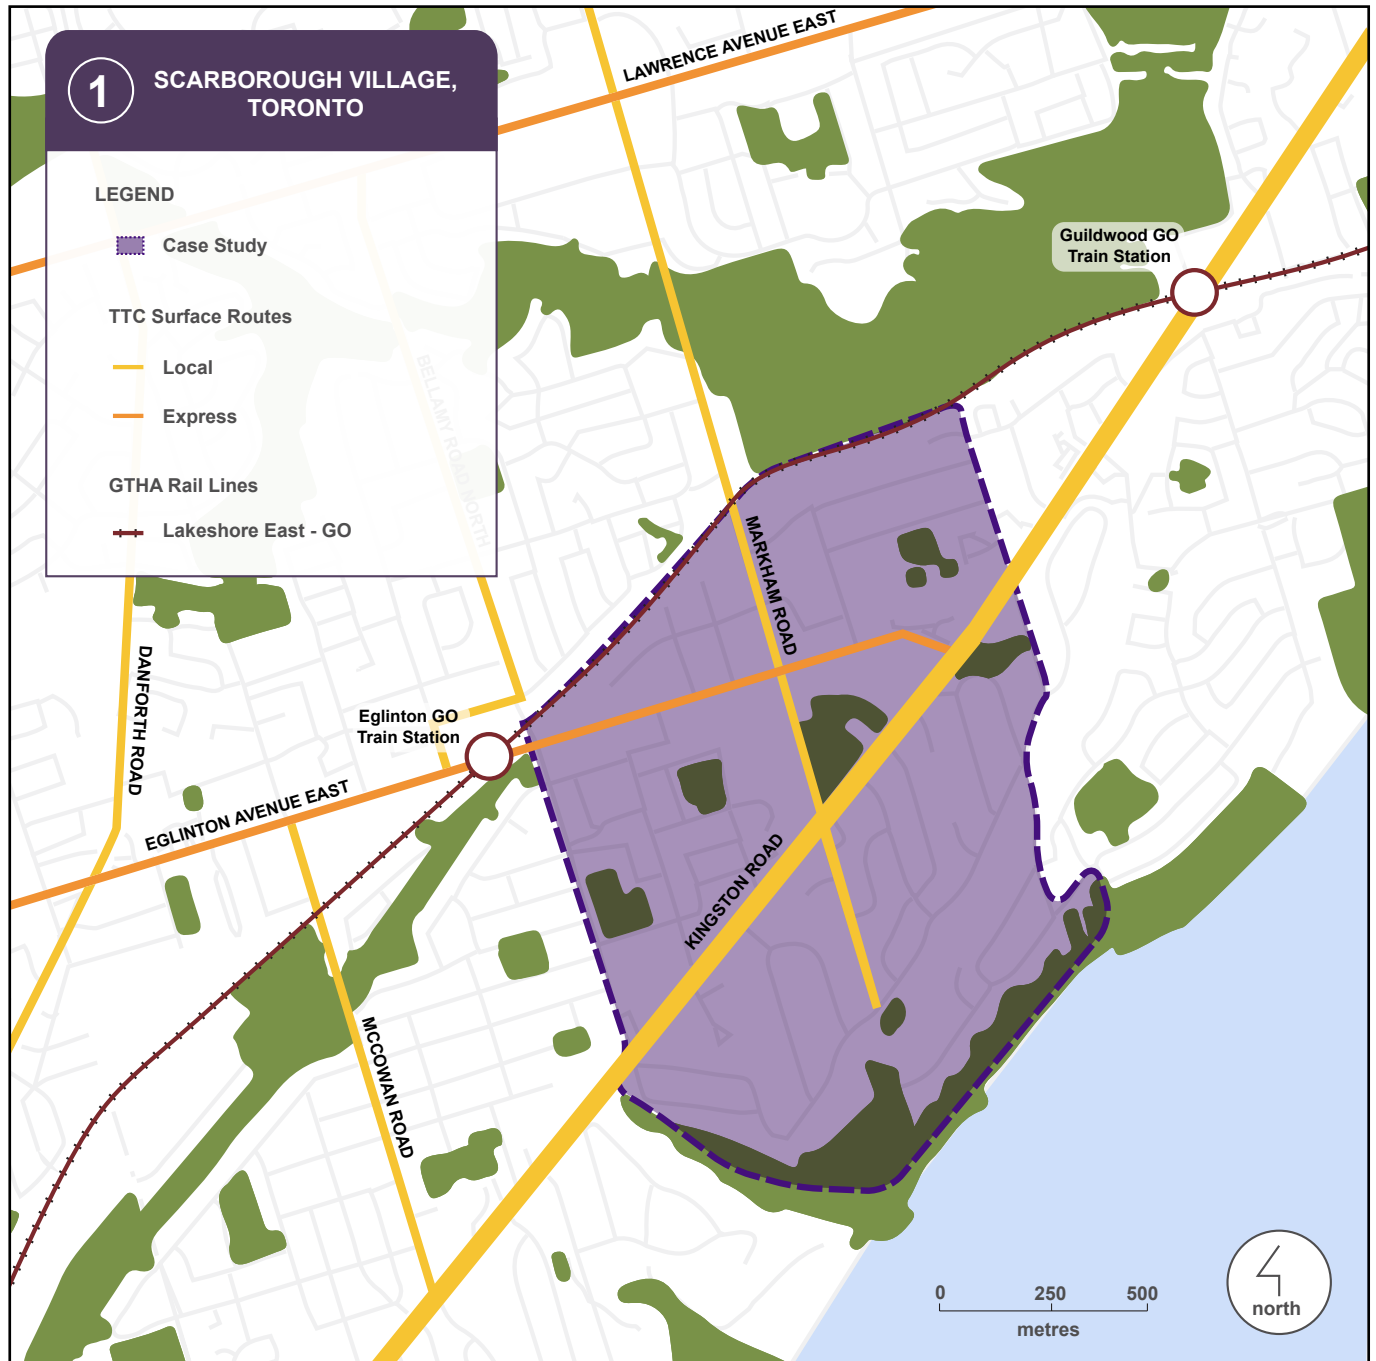 1
SCARBOROUGH VILLAGE,
TORONTO
LEGEND
Case Study
TTC Surface Routes
Local
Express
GTHA Rail Lines
Lakeshore East - GO
LAWRENCE AVENUE EAST
Guildwood GO
Train Station
BELLAMY ROAD NORTH
MARKHAM ROAD
DANFORTH ROAD
Eglinton GO
Train Station
EGLINTON AVENUE EAST
KINGSTON ROAD
MCCOWAN ROAD
0 250 500
metres
north